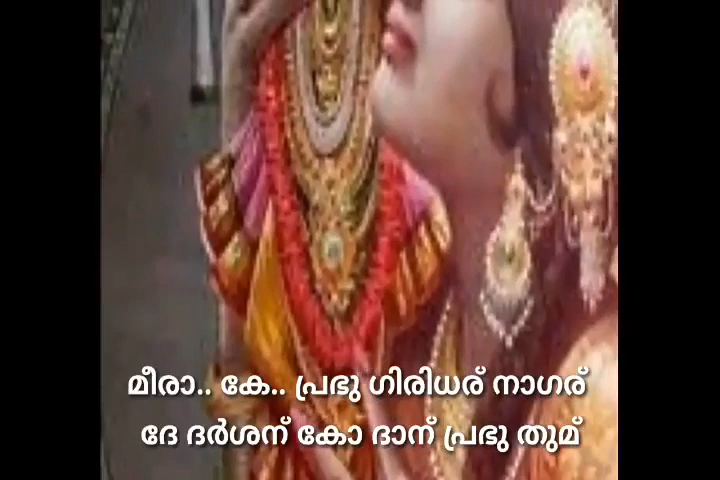 മീരാ.. കേ.. പ്രഭു ഗിരിധര് നാഗര്
ദേ ദർശന് കോ ദാന് പ്രഭു തുമ്